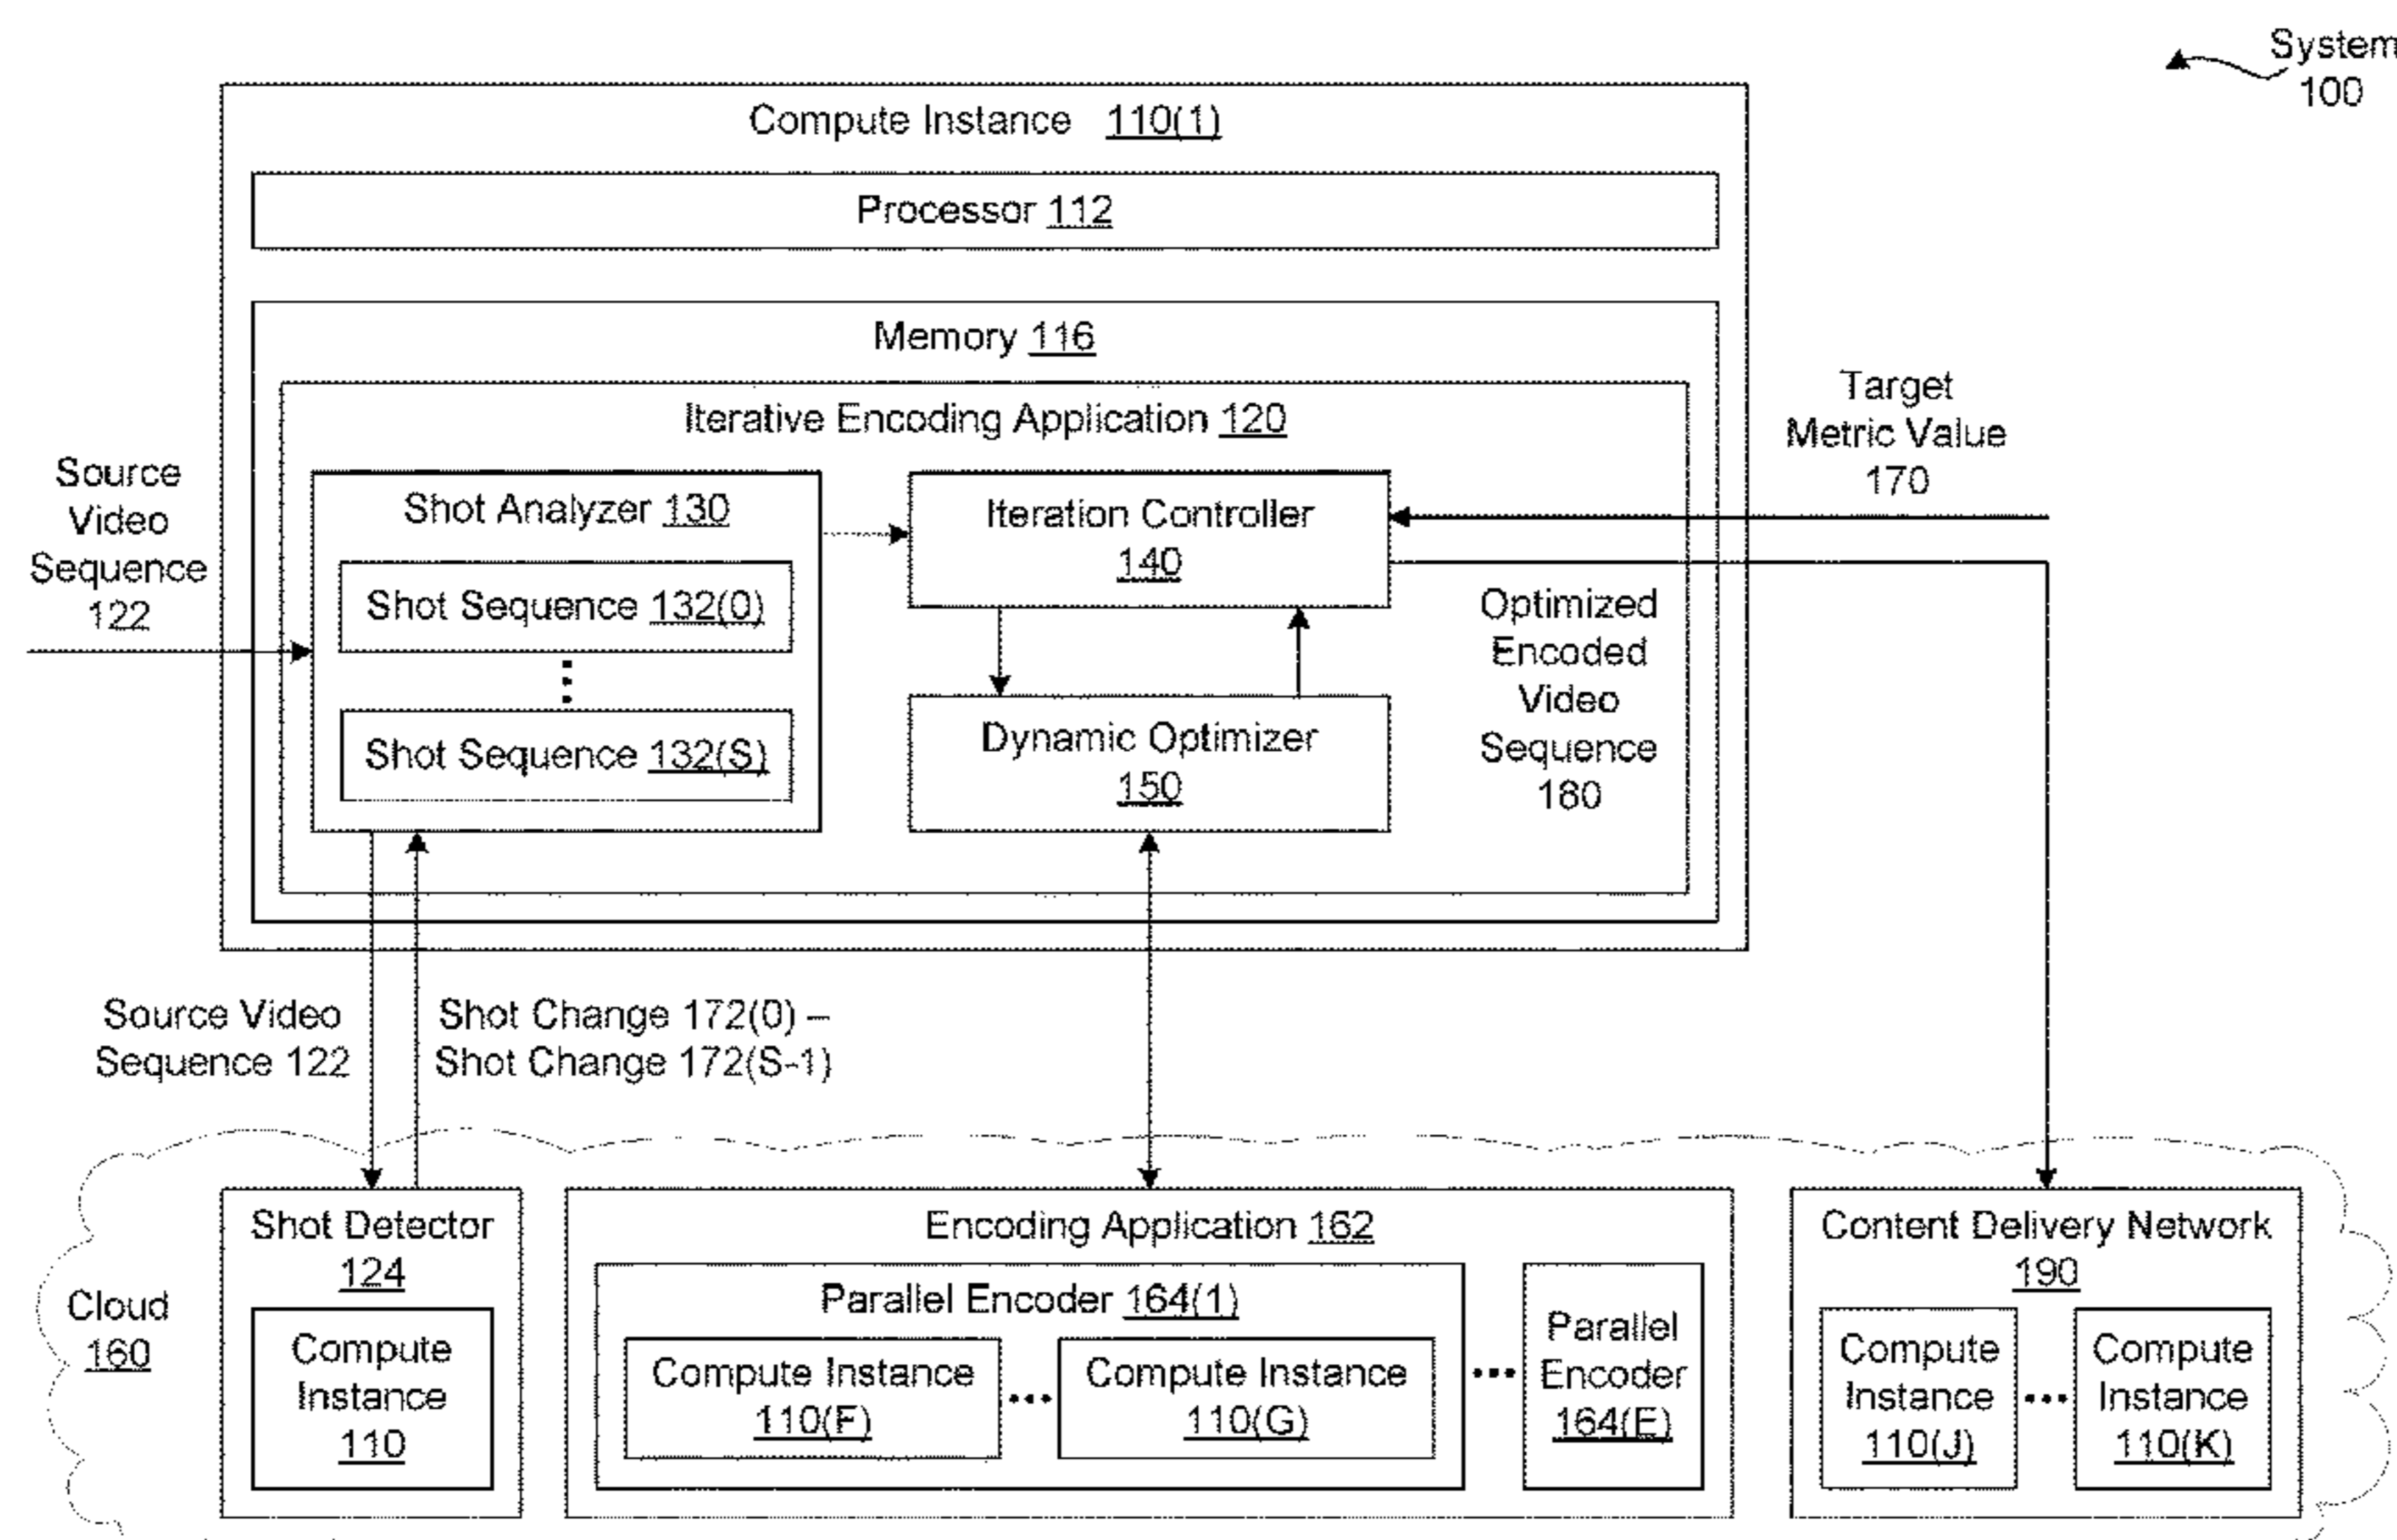 System
100
Compute Instance 110(1)
Processor 112
Memory 116
Iterative Encoding Application 120
Target
Metric Value
170
Source
Video
Sequence
122
Shot Analyzer 130
Shot Sequence 132(0)
Shot Sequence 132(S)
Iteration Controller
140
Dynamic Optimizer
150
Optimized
Encoded
Video
Sequence
180
Source Video
Sequence 122
Shot Change 172(0) –
Shot Change 172(S-1)
Cloud
160
Shot Detector
124
Compute
Instance
110
Encoding Application 162
Parallel Encoder 164(1)
Compute Instance
110(F)
...
Compute Instance
110(G)
...
Parallel
Encoder
164(E)
Content Delivery Network
190
Compute
Instance
110(J)
...
Compute
Instance
110(K)